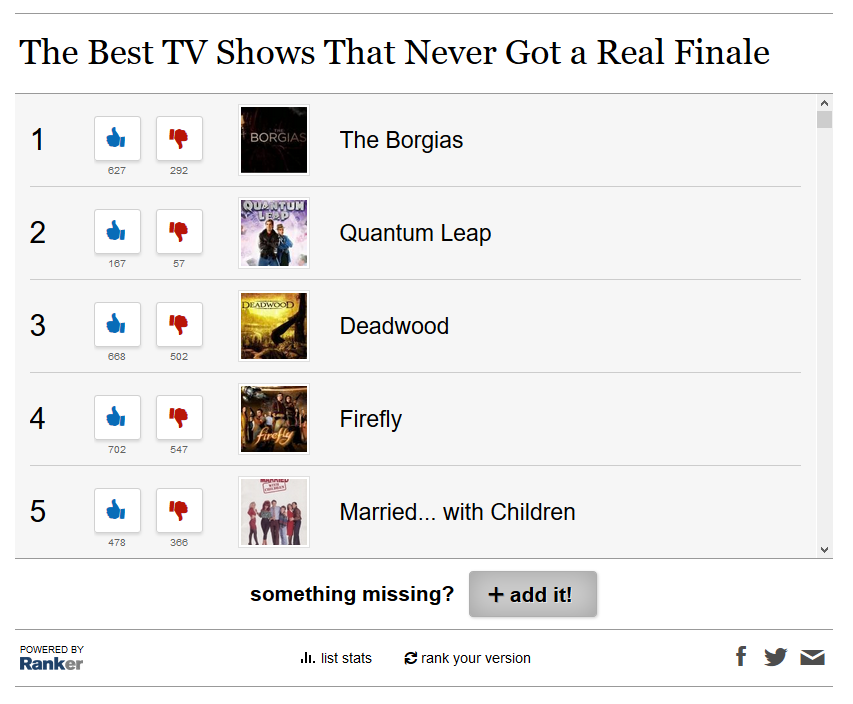 The Best TV Shows That Never Got a Real Finale
1
627
292
THE BORGIAS
The Borgias
2
167
57
QUANTUM LEAP
Quantum Leap
3
668
502
DEADWOOD
Deadwood
4
702
547
firefly
Firefly
5
478
366
MARRIED WITH CHILDREN
Married... with Children
something missing? + add it!
POWERED BY
Ranker
list stats
rank your version